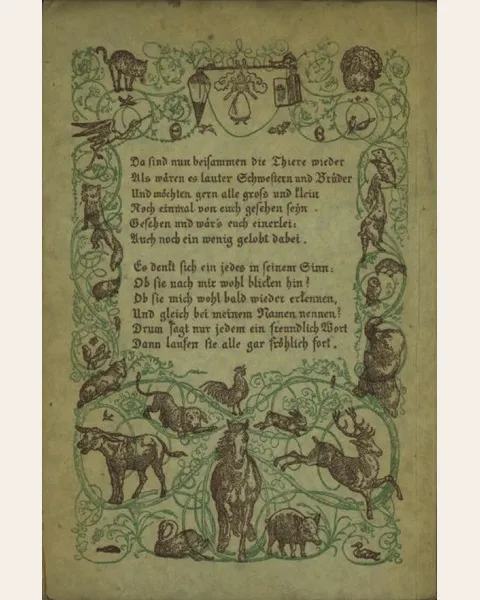 Da sind nun beisammen die Thiere wieder
Als wären es lauter Schwestern und Brüder
Und möchten gern alle gross und klein
Noch einmal von euch gesehen seyn.
Gesehen und wär's euch einerlei:
Auch noch ein wenig gelobt dabei.
Es denkt sich ein jedes in seinem Sinn:
Ob sie nach mir wohl blicken hin?
Ob sie mich wohl bald wieder erkennen,
Und gleich bei meinem Namen nennen?
Drum sagt nur jedem ein freundlich Wort
Dann laufen sie alle gar fröhlich fort.